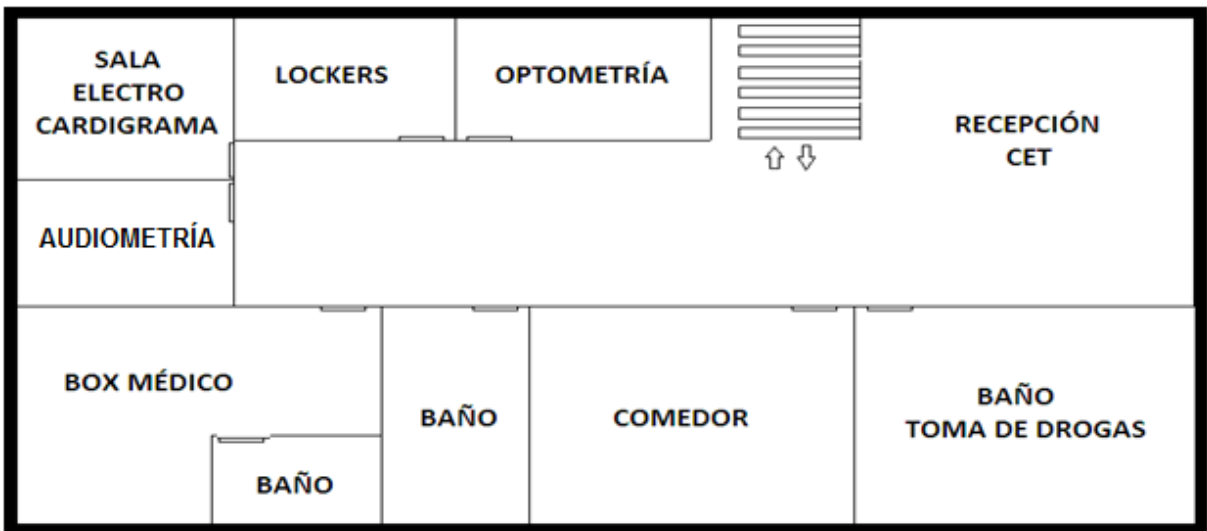 SALA
ELECTRO
CARDIGRAMA
LOCKERS
OPTOMETRÍA
RECEPCIÓN
CET
AUDIOMETRÍA
BOX MÉDICO
BAÑO
BAÑO
COMEDOR
BAÑO
TOMA DE DROGAS